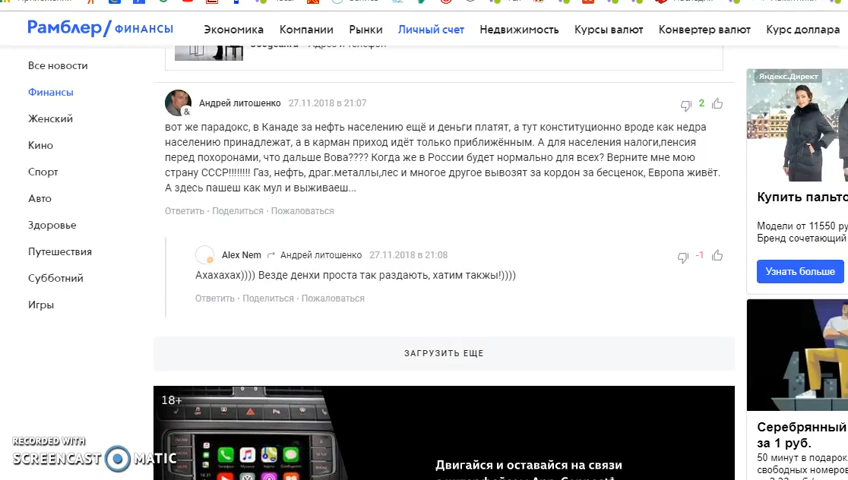 Рамблер/ФИНАНСЫ
Экономика Компании Рынки Личный счет Недвижимость Курсы валют Конвертер валют Курс доллара
Все новости
Финансы
Женский
Кино
Спорт
Авто
Здоровье
Путешествия
Субботний
Игры
Андрей литошенко 27.11.2018 в 21:07
2
вот же парадокс, в Канаде за нефть населению ещё и деньги платят, а тут конституционно вроде как недра
населению принадлежат, а в карман приход идёт только приближённым. А для населения налоги,пенсия
перед похоронами, что дальше Вова???? Когда же в России будет нормально для всех? Верните мне мою
страну СССР!!!!!!!! Газ, нефть, драг.металлы,лес и многое другое вывозят за кордон за бесценок, Европа живёт.
А здесь пашеш как мул и выживаеш...
Ответить · Поделиться · Пожаловаться
Alex Nem Андрей литошенко 27.11.2018 в 21:08
-1
Ахахахах)))) Везде денхи проста так раздають, хатим такжы!))))
Ответить · Поделиться · Пожаловаться
ЗАГРУЗИТЬ ЕЩЕ
18+
Двигайся и оставайся на связи
Яндекс.Директ
Купить пальто
Модели от 11550 ру
Бренд сочетающий
Узнать больше
Серебрянный
за 1 руб.
50 минут в подарок
свободных номеров
RECORDED WITH
SCREENCAST MATIC